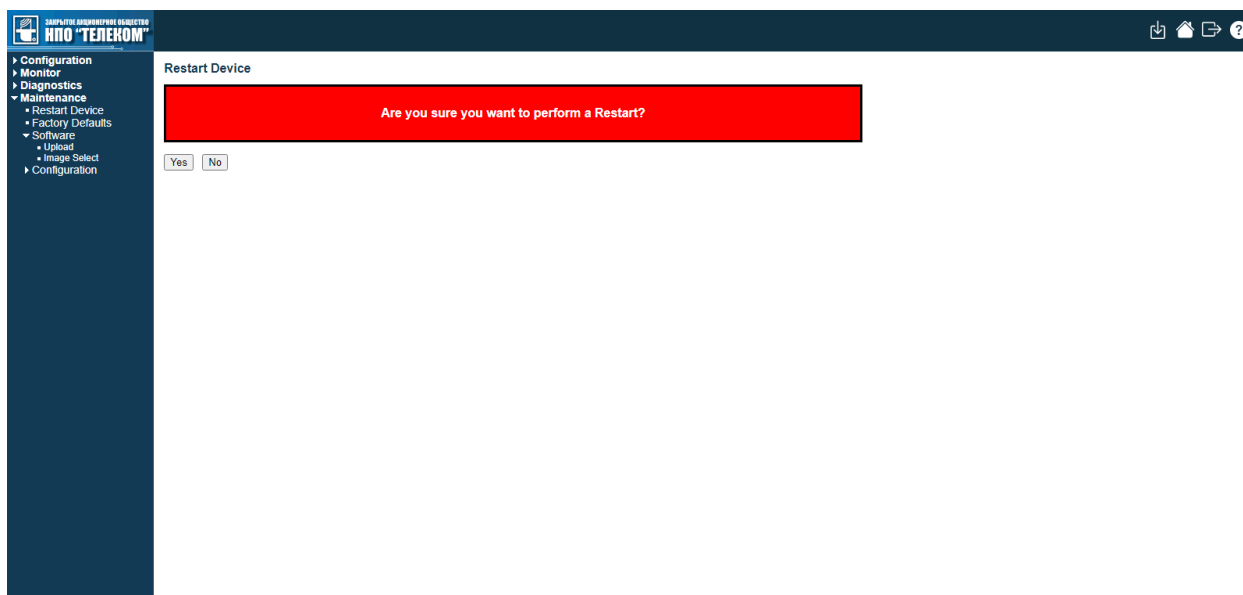 ЗАКРЫТОЕ АКЦИОНЕРНОЕ ОБЩЕСТВО
НПО "ТЕЛЕКОМ"
Configuration
Monitor
Diagnostics
Maintenance
Restart Device
Factory Defaults
Software
Upload
Image Select
Configuration
Restart Device
Are you sure you want to perform a Restart?
Yes No
?